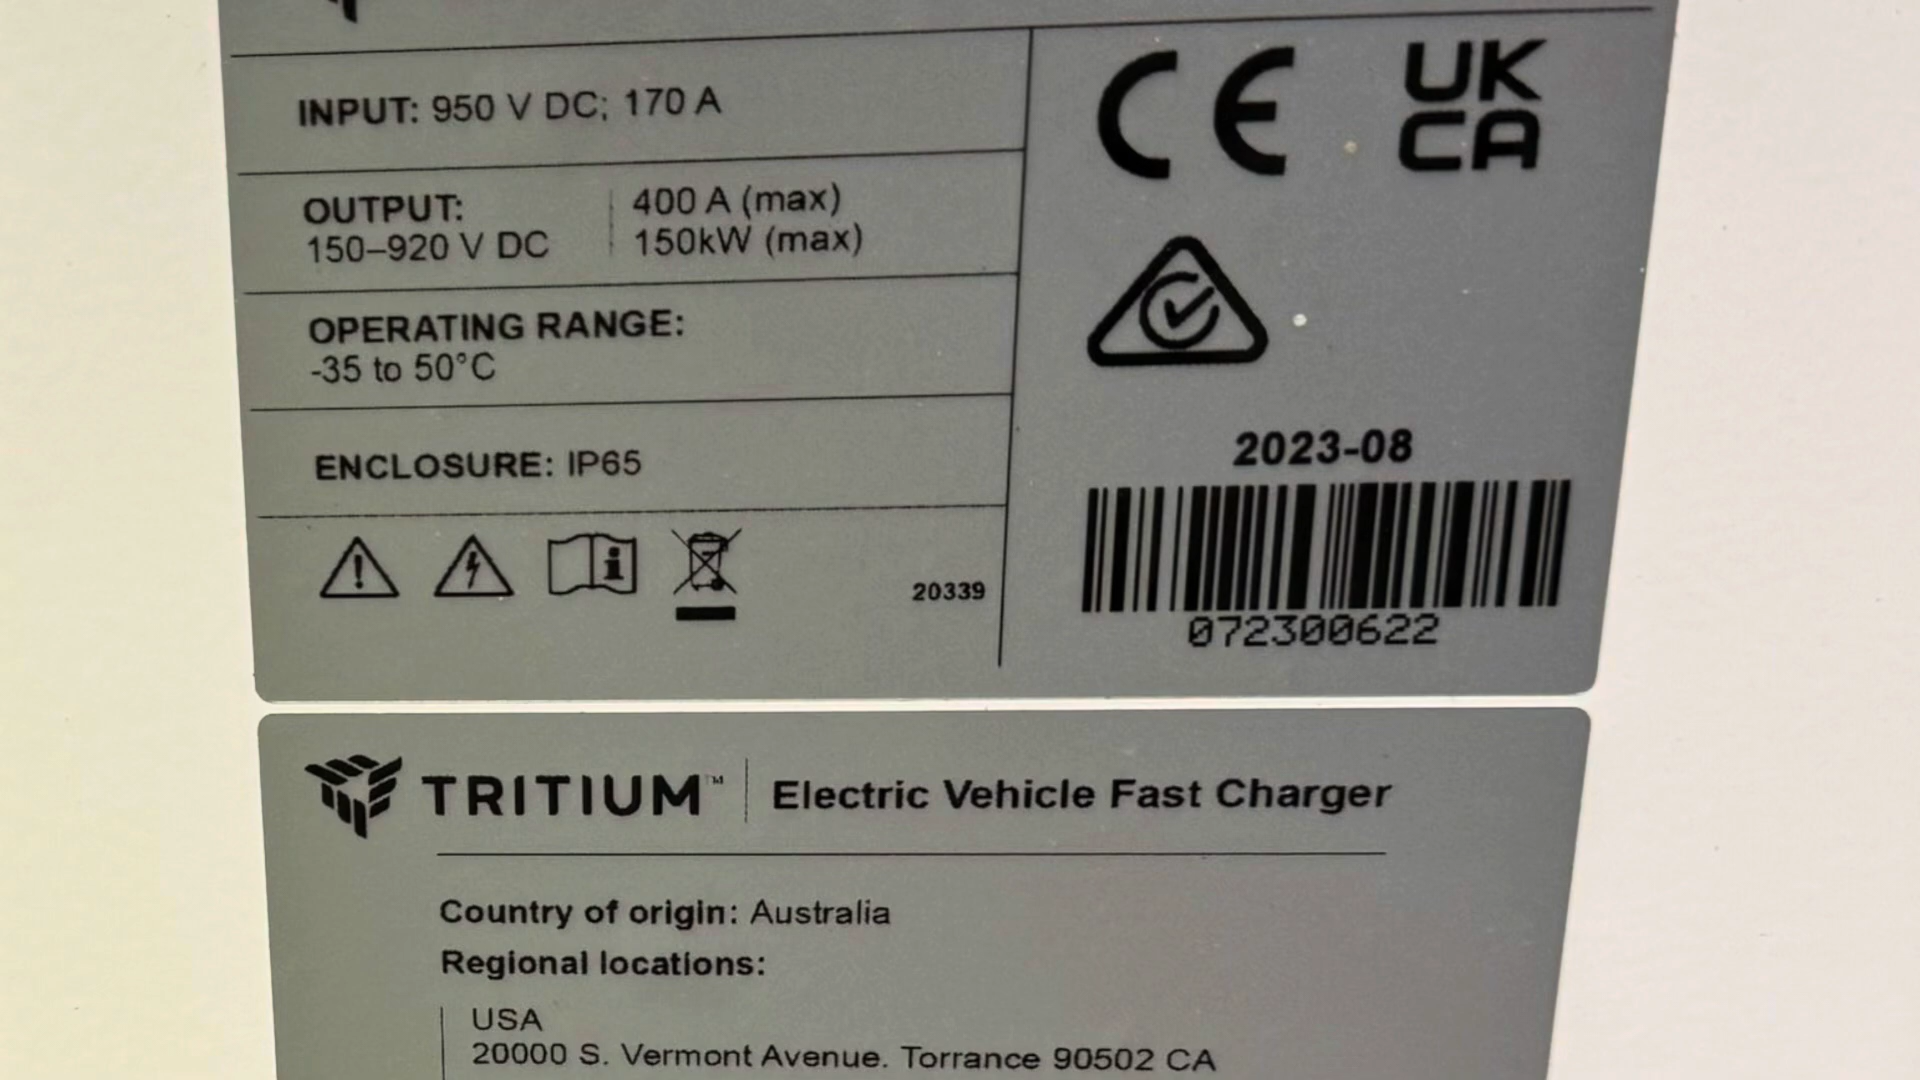 INPUT: 950 V DC; 170 A
OUTPUT:
150–920 V DC
400 A (max)
150kW (max)
OPERATING RANGE:
-35 to 50°C
ENCLOSURE: IP65
20339
CE
UK
CA
2023-08
072300622
TRITIUM™ | Electric Vehicle Fast Charger
Country of origin: Australia
Regional locations:
USA
20000 S. Vermont Avenue. Torrance 90502 CA